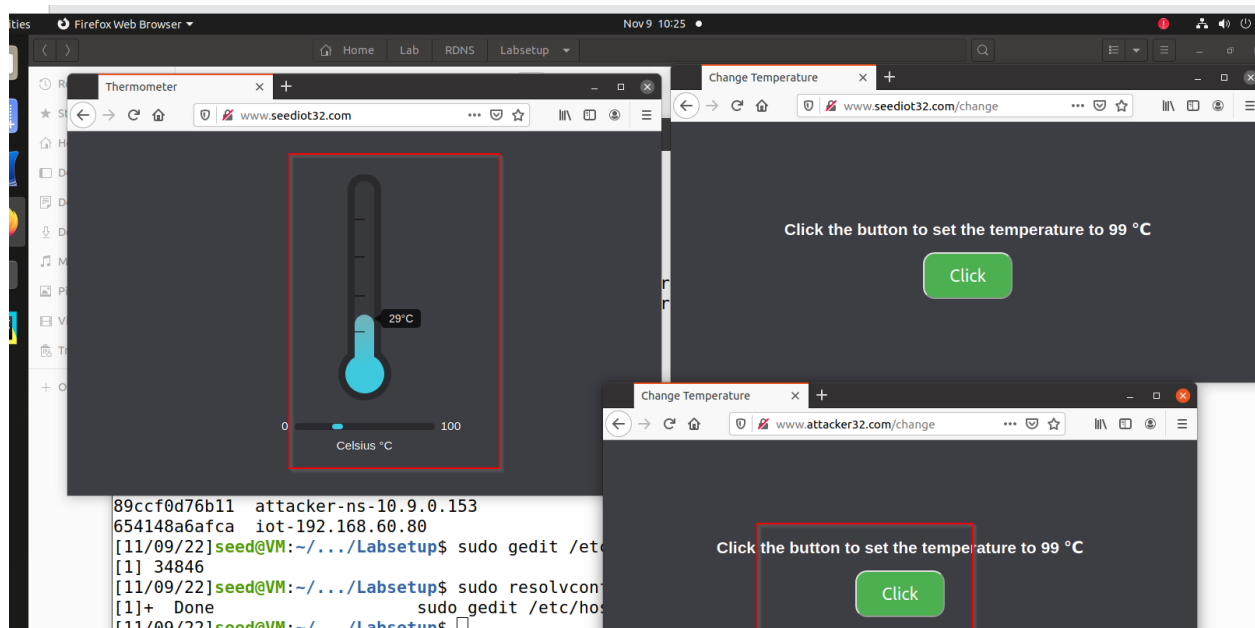 ities
Firefox Web Browser
Nov 9 10:25
Home Lab RDNS Labsetup
Thermometer
www.seediot32.com
29°C
0 100
Celsius °C
Change Temperature
www.seediot32.com/change
Click the button to set the temperature to 99 °C
Click
Change Temperature
www.attacker32.com/change
Click the button to set the temperature to 99 °C
Click
89ccf0d76b11 attacker-ns-10.9.0.153
654148a6afca iot-192.168.60.80
[11/09/22]seed@VM:~/.../Labsetup$ sudo gedit /etc
[1] 34846
[11/09/22]seed@VM:~/.../Labsetup$ sudo resolvcon
[1]+ Done sudo gedit /etc/hos
[11/09/22]seed@VM:~/.../Labsetup$